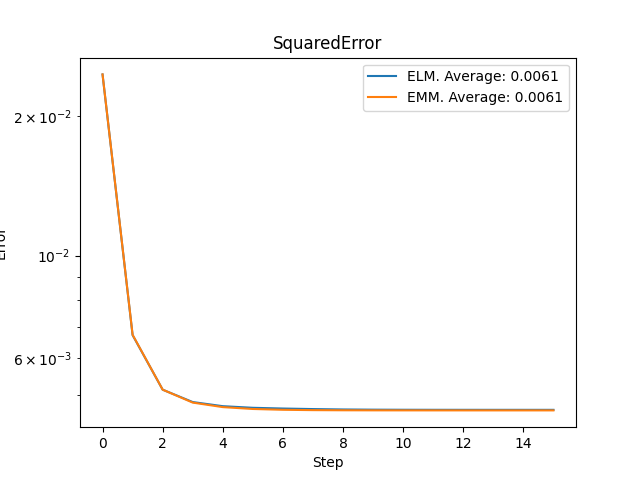 SquaredError
ELM. Average: 0.0061
EMM. Average: 0.0061
2 × 10⁻²
10⁻²
6 × 10⁻³
Error
0 2 4 6 8 10 12 14
Step